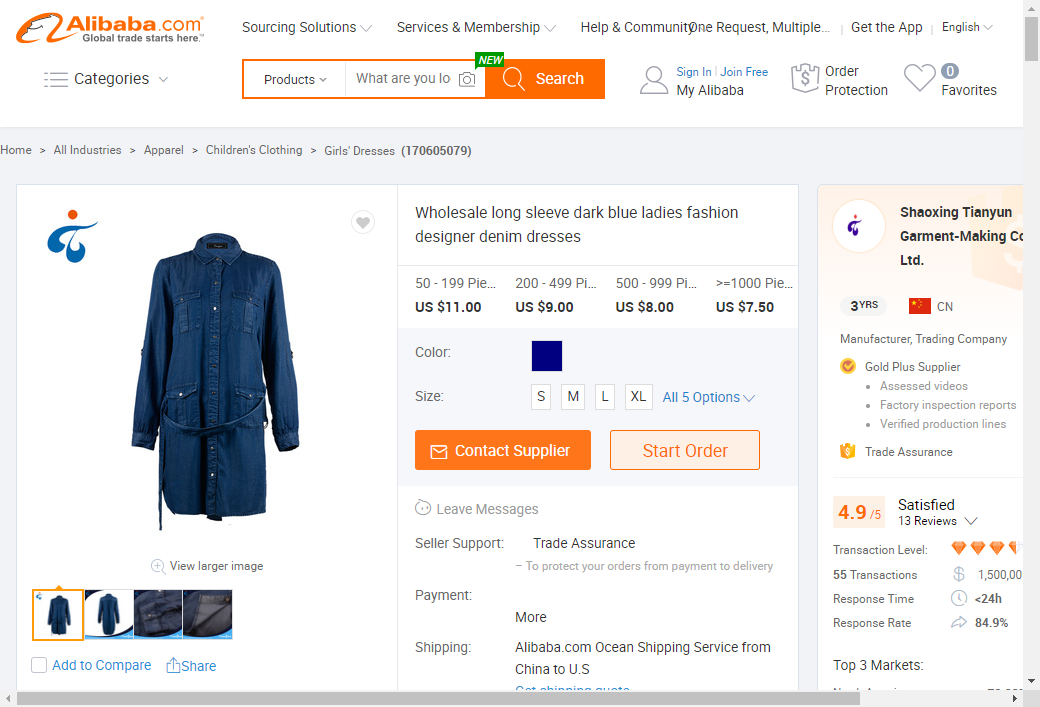 Alibaba.com
Global trade starts here.™
Sourcing Solutions
Services & Membership
Help & Community
One Request, Multiple...
Get the App
English
Categories
Products
What are you lo
NEW
Search
Sign In | Join Free
My Alibaba
Order
Protection
0
Favorites
Home > All Industries > Apparel > Children's Clothing > Girls' Dresses (170605079)
Wholesale long sleeve dark blue ladies fashion
designer denim dresses
50 - 199 Pie... 200 - 499 Pi... 500 - 999 Pi... >=1000 Pie...
US $11.00 US $9.00 US $8.00 US $7.50
Color:
Size: S M L XL All 5 Options
Contact Supplier
Start Order
Leave Messages
Seller Support: Trade Assurance
– To protect your orders from payment to delivery
Payment:
More
Shipping: Alibaba.com Ocean Shipping Service from
China to U.S
Get shipping quote
View larger image
Add to Compare
Share
Shaoxing Tianyun
Garment-Making Co
Ltd.
3YRS
CN
Manufacturer, Trading Company
Gold Plus Supplier
Assessed videos
Factory inspection reports
Verified production lines
Trade Assurance
4.9 /5
Satisfied
13 Reviews
Transaction Level:
55 Transactions 1,500,00
Response Time <24h
Response Rate 84.9%
Top 3 Markets: